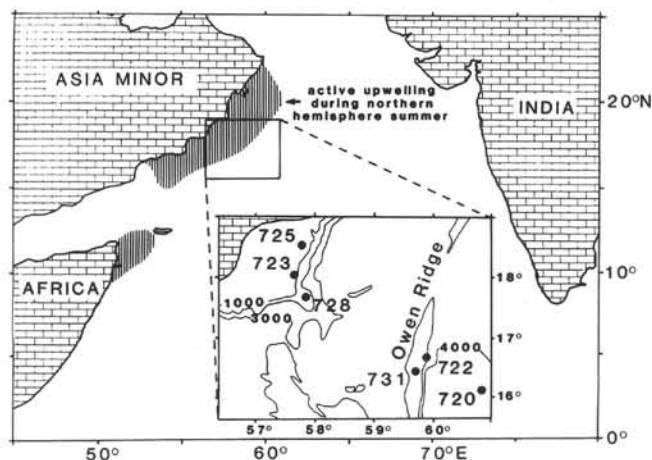 ASIA MINOR
active upwelling
during northern
hemisphere summer
INDIA
20°N
725
723
1000
728
3000
Owen Ridge
18°
17°
4000
722
731
720
16°
57°
58°
59°
60°
AFRICA
10°
0°
50°
60°
70°E